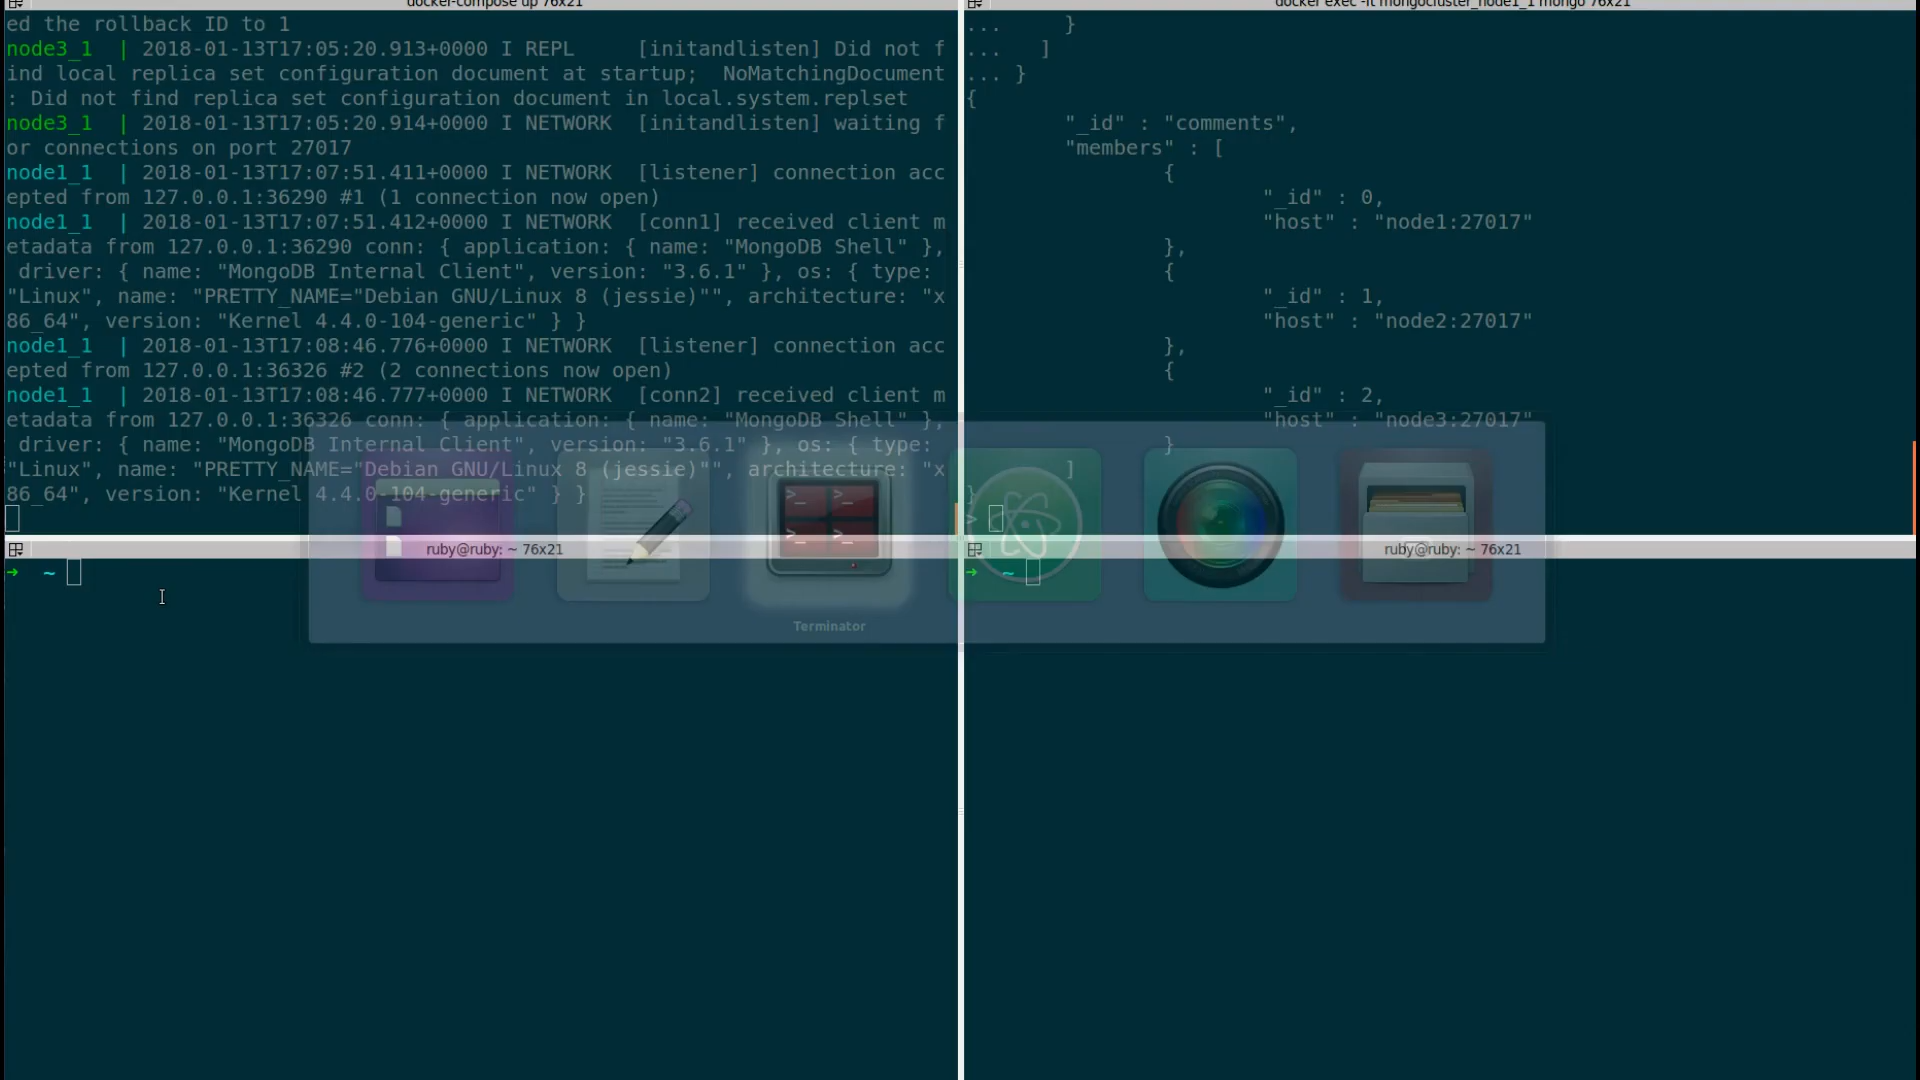 docker-compose up 76x21
ed the rollback ID to 1
node3_1  | 2018-01-13T17:05:20.913+0000 I REPL     [initandlisten] Did not f
ind local replica set configuration document at startup;  NoMatchingDocument
: Did not find replica set configuration document in local.system.replset
node3_1  | 2018-01-13T17:05:20.914+0000 I NETWORK  [initandlisten] waiting f
or connections on port 27017
node1_1  | 2018-01-13T17:07:51.411+0000 I NETWORK  [listener] connection acc
epted from 127.0.0.1:36290 #1 (1 connection now open)
node1_1  | 2018-01-13T17:07:51.412+0000 I NETWORK  [conn1] received client m
etadata from 127.0.0.1:36290 conn: { application: { name: "MongoDB Shell" },
 driver: { name: "MongoDB Internal Client", version: "3.6.1" }, os: { type:
"Linux", name: "PRETTY_NAME="Debian GNU/Linux 8 (jessie)"", architecture: "x
86_64", version: "Kernel 4.4.0-104-generic" } }
node1_1  | 2018-01-13T17:08:46.776+0000 I NETWORK  [listener] connection acc
epted from 127.0.0.1:36326 #2 (2 connections now open)
node1_1  | 2018-01-13T17:08:46.777+0000 I NETWORK  [conn2] received client m
etadata from 127.0.0.1:36326 conn: { application: { name: "MongoDB Shell" },
 driver: { name: "MongoDB Internal Client", version: "3.6.1" }, os: { type:
"Linux", name: "PRETTY_NAME="Debian GNU/Linux 8 (jessie)"", architecture: "x
86_64", version: "Kernel 4.4.0-104-generic" } }
docker exec -it mongocluster_node1_1 mongo 76x21
...     }
...   ]
... }
{
        "_id" : "comments",
        "members" : [
                {
                        "_id" : 0,
                        "host" : "node1:27017"
                },
                {
                        "_id" : 1,
                        "host" : "node2:27017"
                },
                {
                        "_id" : 2,
                        "host" : "node3:27017"
                }
        ]
}
>
ruby@ruby: ~ 76x21
➜  ~
ruby@ruby: ~ 76x21
➜  ~
Terminator